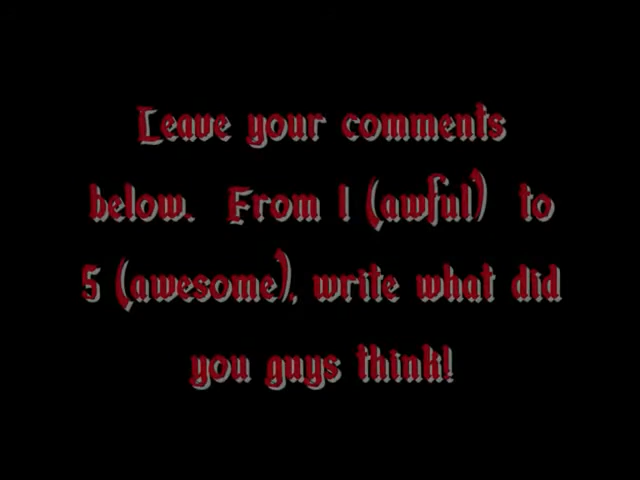 Leave your comments
below. From 1 (awful) to
5 (awesome), write what did
you guys think!